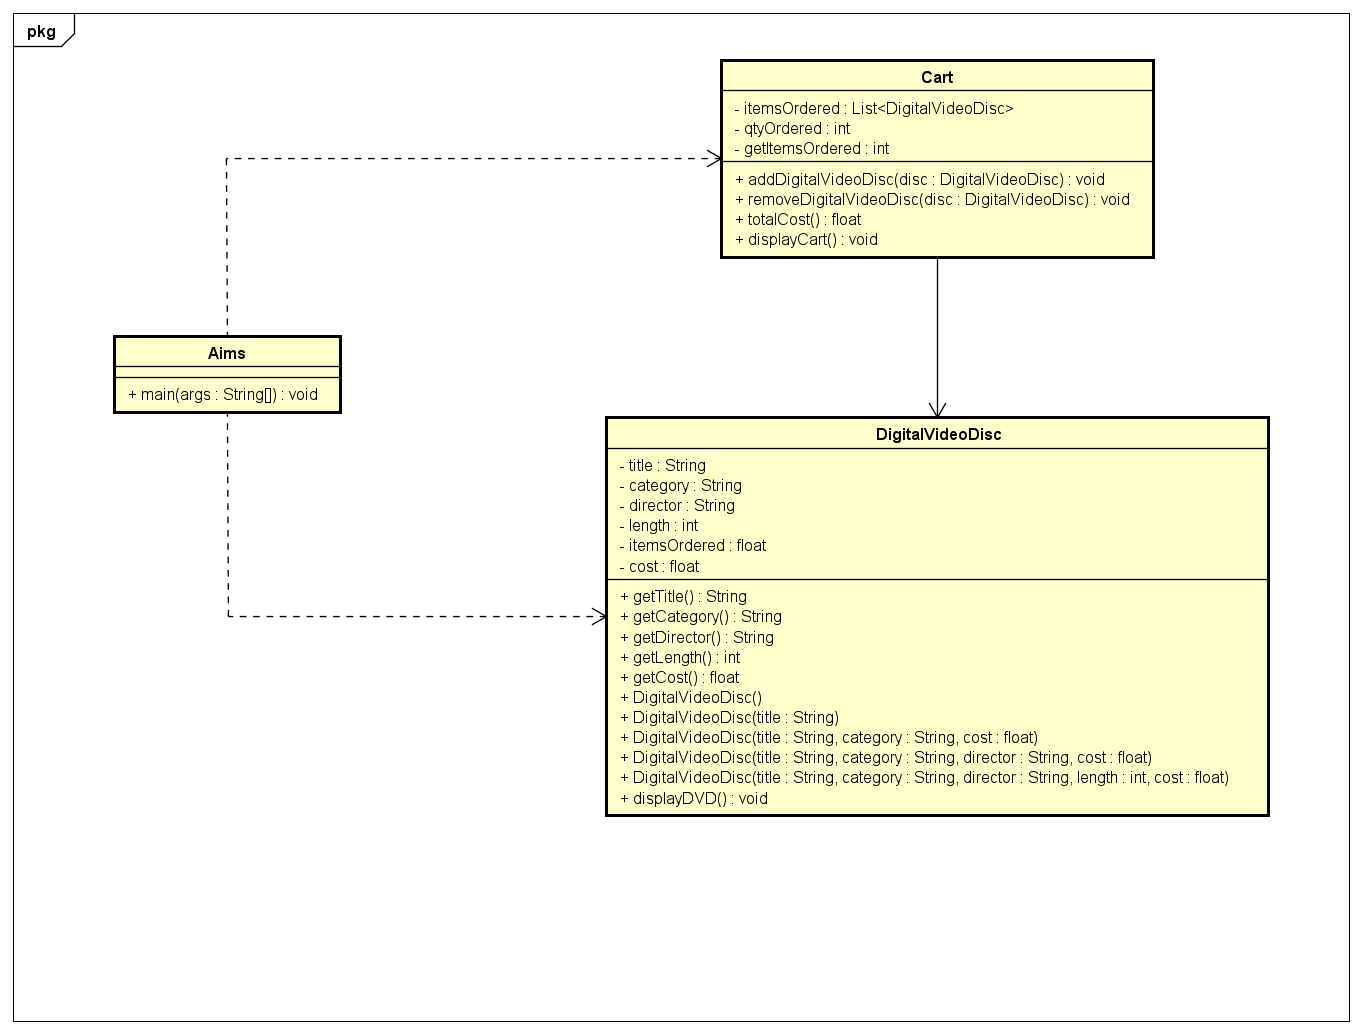 pkg
Cart
- itemsOrdered : List<DigitalVideoDisc>
- qtyOrdered : int
- getItemsOrdered : int
+ addDigitalVideoDisc(disc : DigitalVideoDisc) : void
+ removeDigitalVideoDisc(disc : DigitalVideoDisc) : void
+ totalCost() : float
+ displayCart() : void
Aims
+ main(args : String[]) : void
DigitalVideoDisc
- title : String
- category : String
- director : String
- length : int
- itemsOrdered : float
- cost : float
+ getTitle() : String
+ getCategory() : String
+ getDirector() : String
+ getLength() : int
+ getCost() : float
+ DigitalVideoDisc()
+ DigitalVideoDisc(title : String)
+ DigitalVideoDisc(title : String, category : String, cost : float)
+ DigitalVideoDisc(title : String, category : String, director : String, cost : float)
+ DigitalVideoDisc(title : String, category : String, director : String, length : int, cost : float)
+ displayDVD() : void